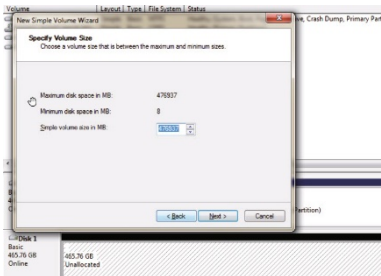 Volume Layout Type File System Status
New Simple Volume Wizard
ve, Crash Dump, Primary Part
Specify Volume Size
Choose a volume size that is between the maximum and minimum sizes.
Maximum disk space in MB: 476937
Minimum disk space in MB: 8
Simple volume size in MB: 476937
Partition)
< Back Next > Cancel
Disk 1
Basic
465.76 GB
Online
465.76 GB
Unallocated